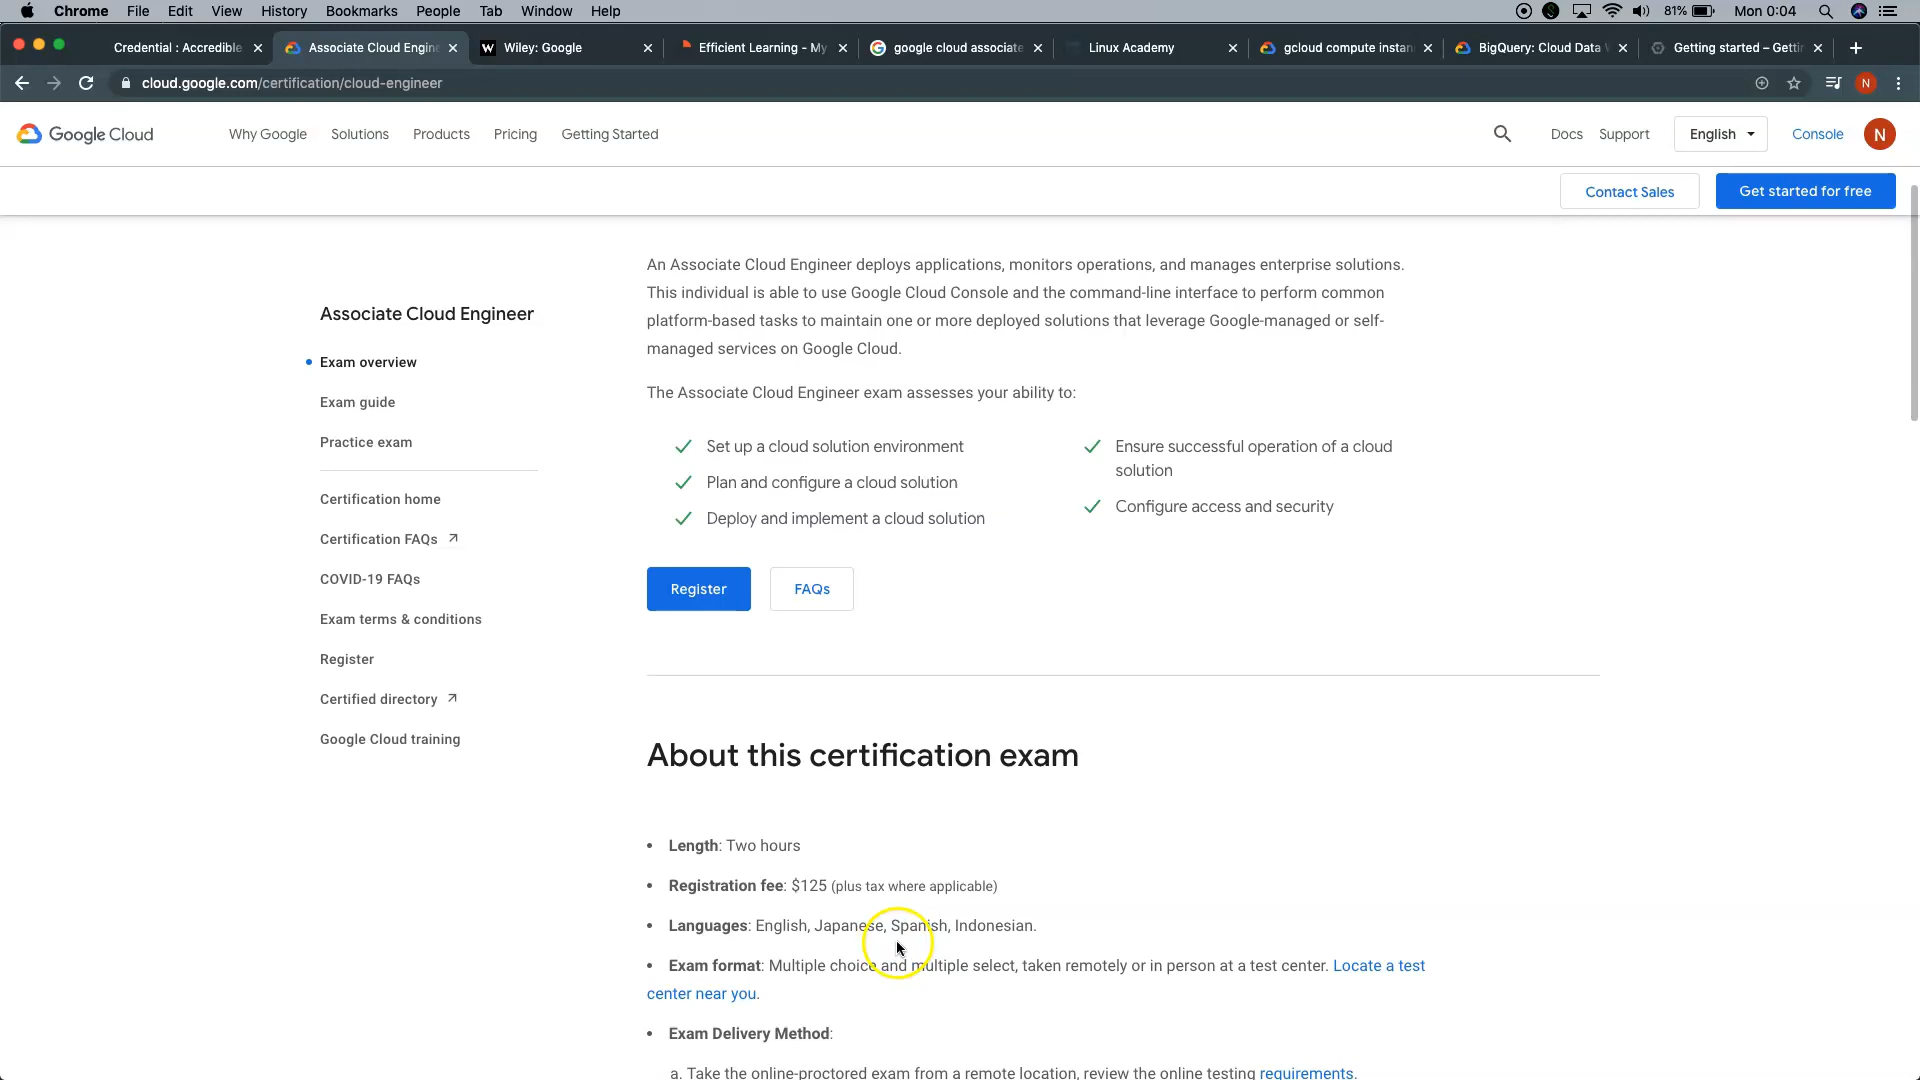 Chrome File Edit View History Bookmarks People Tab Window Help 81% Mon 0:04
Credential : Accredible Associate Cloud Engine W Wiley: Google Efficient Learning - My google cloud associate Linux Academy gcloud compute instan BigQuery: Cloud Data Getting started – Getti
cloud.google.com/certification/cloud-engineer N
Google Cloud Why Google Solutions Products Pricing Getting Started Docs Support English Console N
Contact Sales Get started for free
Associate Cloud Engineer
Exam overview
Exam guide
Practice exam
Certification home
Certification FAQs
COVID-19 FAQs
Exam terms & conditions
Register
Certified directory
Google Cloud training
An Associate Cloud Engineer deploys applications, monitors operations, and manages enterprise solutions.
This individual is able to use Google Cloud Console and the command-line interface to perform common
platform-based tasks to maintain one or more deployed solutions that leverage Google-managed or self-
managed services on Google Cloud.
The Associate Cloud Engineer exam assesses your ability to:
Set up a cloud solution environment
Plan and configure a cloud solution
Deploy and implement a cloud solution
Ensure successful operation of a cloud
solution
Configure access and security
Register FAQs
About this certification exam
• Length: Two hours
• Registration fee: $125 (plus tax where applicable)
• Languages: English, Japanese, Spanish, Indonesian.
• Exam format: Multiple choice and multiple select, taken remotely or in person at a test center. Locate a test
center near you.
• Exam Delivery Method:
a. Take the online-proctored exam from a remote location, review the online testing requirements.